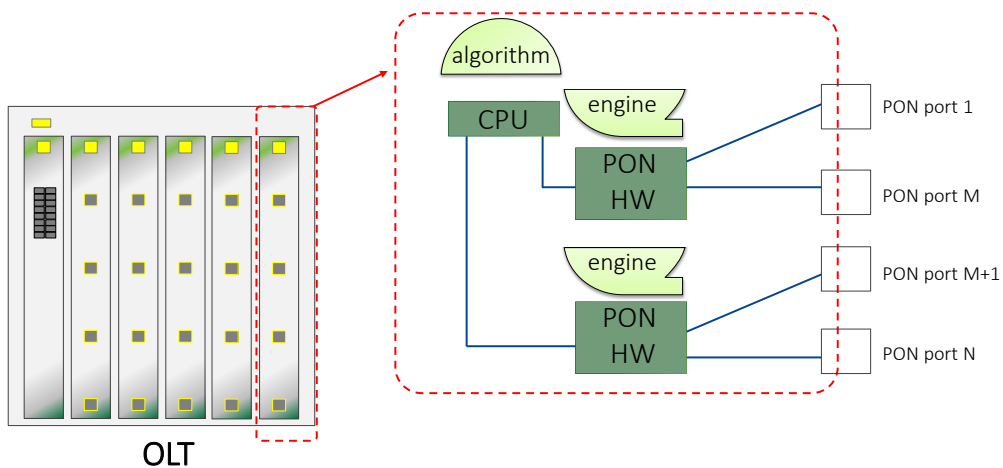 algorithm
CPU
engine
PON
HW
PON port 1
PON port M
engine
PON
HW
PON port M+1
PON port N
OLT